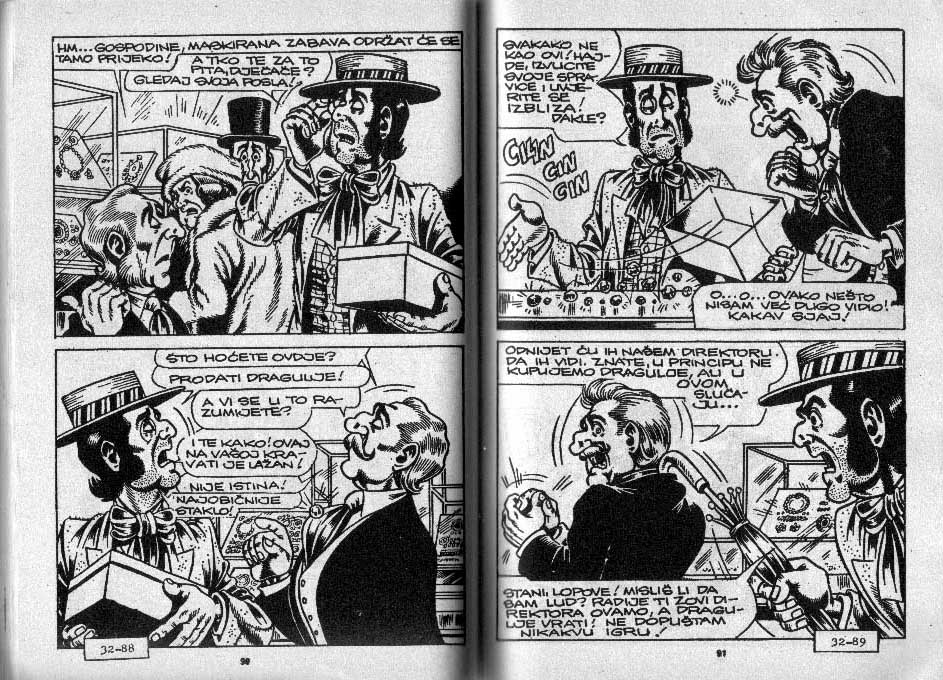 HM... GOSPODINE, MASKIRANA ZABAVA ODRŽAT ĆE SE
TAMO PRIJEKO!
A TKO TE ZA TO
PITA, DJEČAČE?
GLEDAJ SVOJA POSLA!
ŠTO HOĆETE OVDJE?
PRODATI DRAGULJE!
A VI SE U TO RA-
ZUMIJETE?
I TE KAKO! OVAJ
NA VAŠOJ KRA-
VATI JE LAŽAN!
NIJE ISTINA!
NAJOBIČNIJE
STAKLO!
32-88
90
SVAKAKO NE
KAO OVI! HAJ-
DE, IZVUCITE
SVOJE SPRA-
VICE I UVJE-
RITE SE
IZBLIZA!
DAKLE?
CILIN
CIN
CIN
O...O...OVAKO NEŠTO
NISAM VEĆ DUGO VIDIO!
KAKAV SJAJ!
ODNIJET ĆU IH NAŠEM DIREKTORU.
DA IH VIDI. ZNATE, U PRINCIPU NE
KUPUJEMO DRAGULJE, ALI U
OVOM
SLUČA-
JU...
STANI LOPOVE! MISLIŠ LI DA
SAM LUD? RADIJE TI ZOVI DI-
REKTORA OVAMO, A DRAGU-
LJE VRATI! NE DOPUŠTAM
NIKAKVU IGRU!
32-89
91